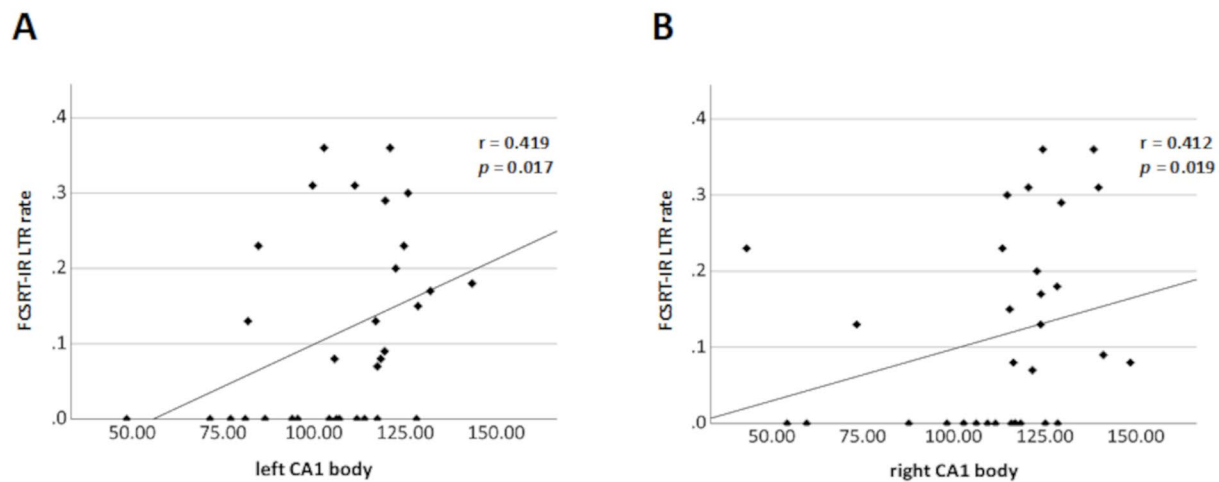 A
B
.4
.3
.2
.1
.0
r = 0.419
p = 0.017
FCSRT-IR LTR rate
50.00 75.00 100.00 125.00 150.00
left CA1 body
.4
.3
.2
.1
.0
r = 0.412
p = 0.019
FCSRT-IR LTR rate
50.00 75.00 100.00 125.00 150.00
right CA1 body